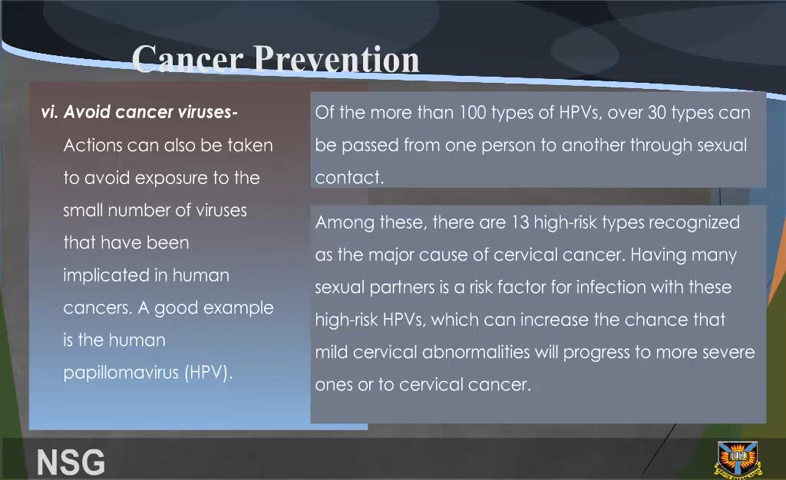 Cancer Prevention
vi. Avoid cancer viruses-
Actions can also be taken
to avoid exposure to the
small number of viruses
that have been
implicated in human
cancers. A good example
is the human
papillomavirus (HPV).
Of the more than 100 types of HPVs, over 30 types can
be passed from one person to another through sexual
contact.
Among these, there are 13 high-risk types recognized
as the major cause of cervical cancer. Having many
sexual partners is a risk factor for infection with these
high-risk HPVs, which can increase the chance that
mild cervical abnormalities will progress to more severe
ones or to cervical cancer.
NSG